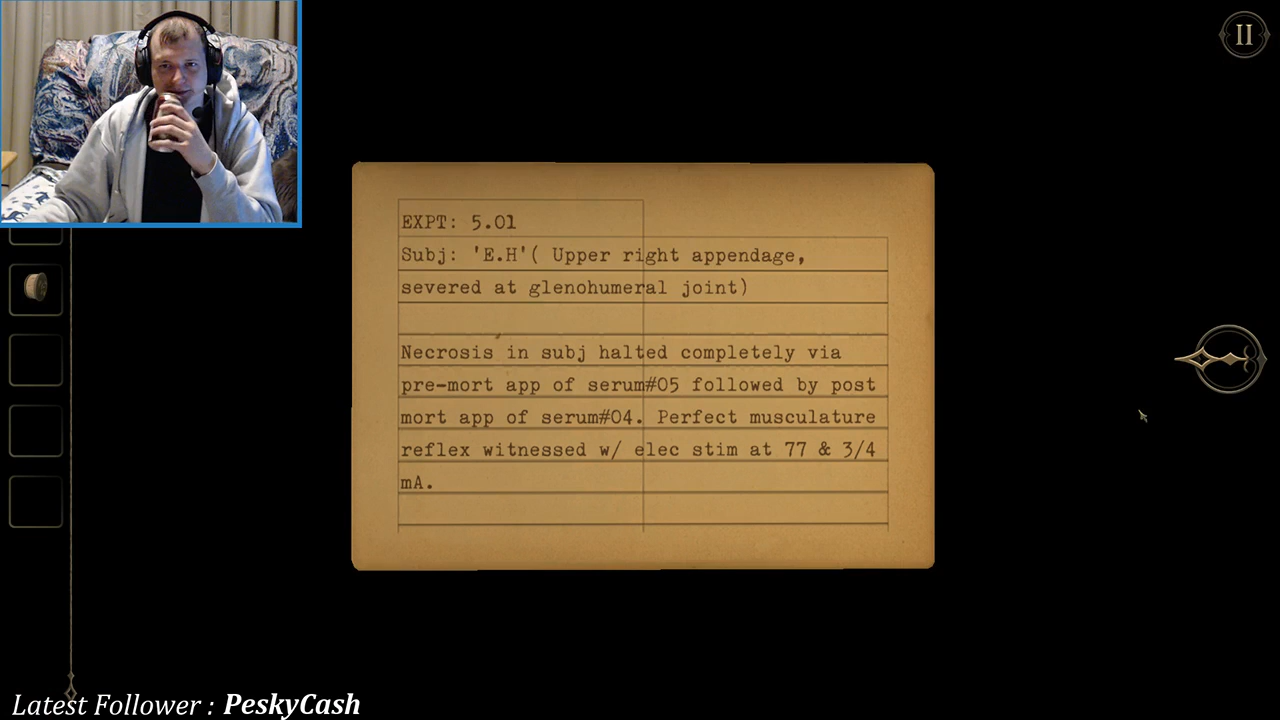 II
EXPT: 5.01
Subj: 'E.H'( Upper right appendage,
severed at glenohumeral joint)
Necrosis in subj halted completely via
pre-mort app of serum#05 followed by post
mort app of serum#04. Perfect musculature
reflex witnessed w/ elec stim at 77 & 3/4
mA.
Latest Follower : PeskyCash